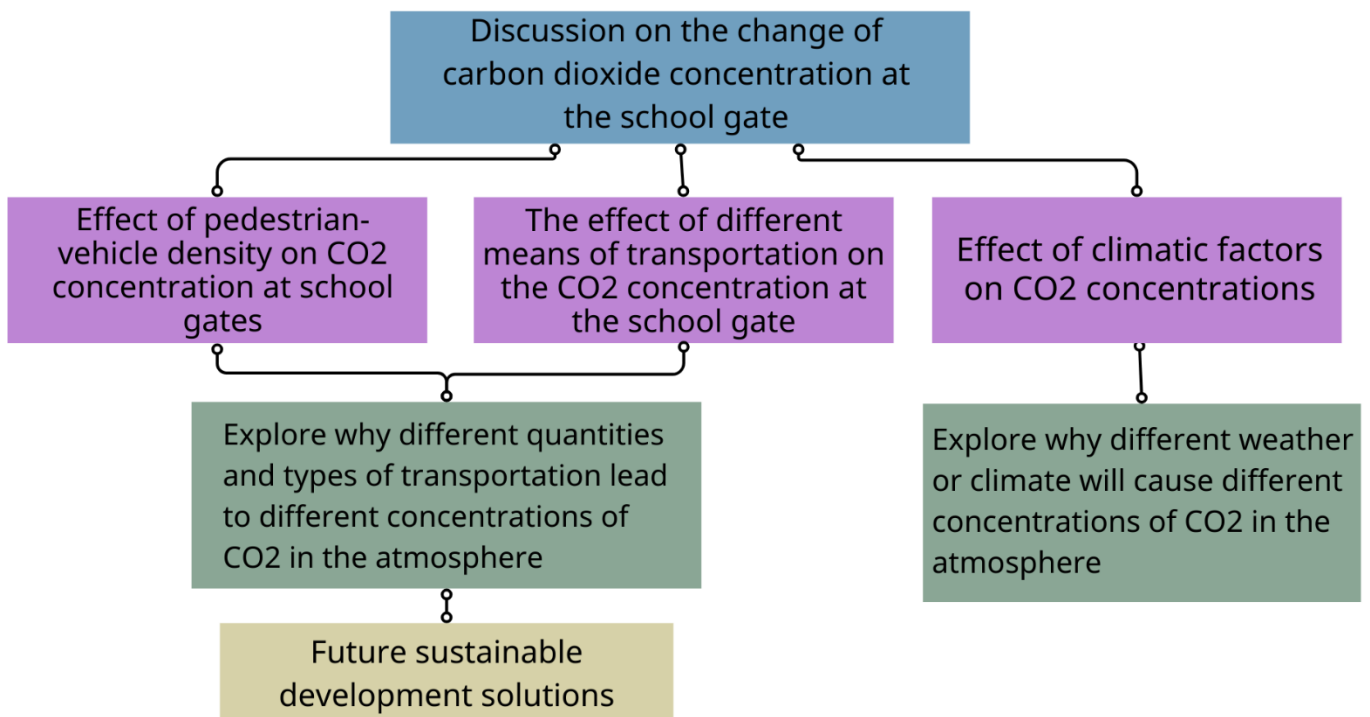 Discussion on the change of
carbon dioxide concentration at
the school gate
Effect of pedestrian-
vehicle density on CO2
concentration at school
gates
The effect of different
means of transportation on
the CO2 concentration at
the school gate
Effect of climatic factors
on CO2 concentrations
Explore why different quantities
and types of transportation lead
to different concentrations of
CO2 in the atmosphere
Explore why different weather
or climate will cause different
concentrations of CO2 in the
atmosphere
Future sustainable
development solutions